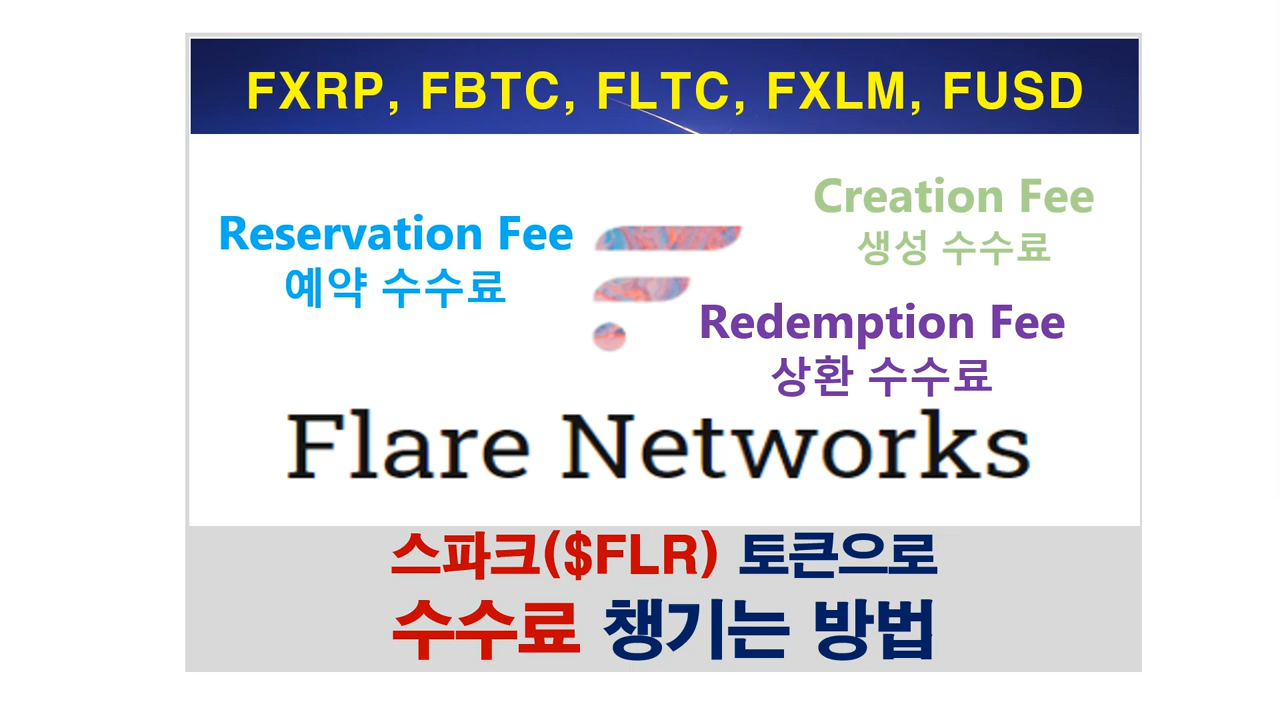 FXRP, FBTC, FLTC, FXLM, FUSD
Reservation Fee
예약 수수료
Creation Fee
생성 수수료
Redemption Fee
상환 수수료
Flare Networks
스파크($FLR) 토큰으로
수수료 챙기는 방법